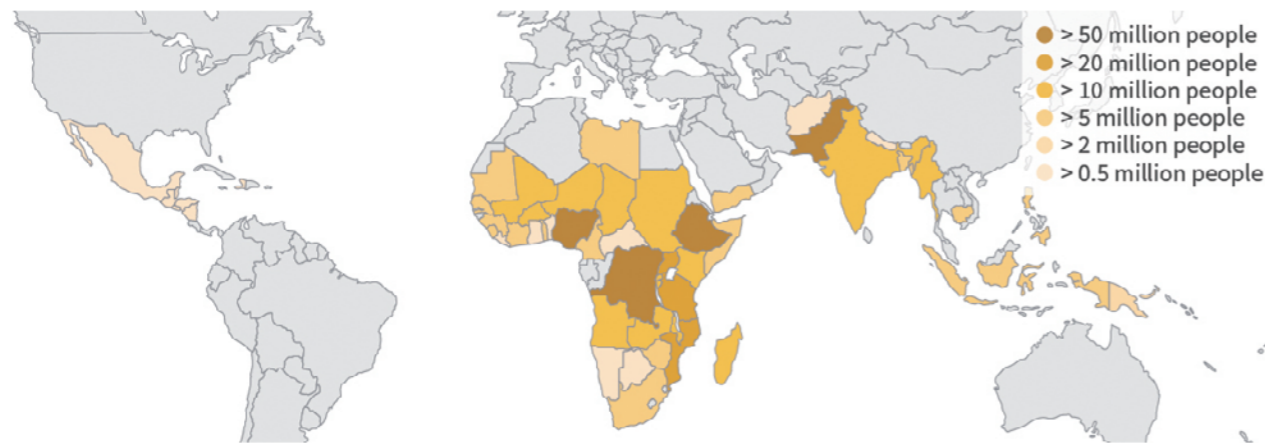 > 50 million people
> 20 million people
> 10 million people
> 5 million people
> 2 million people
> 0.5 million people